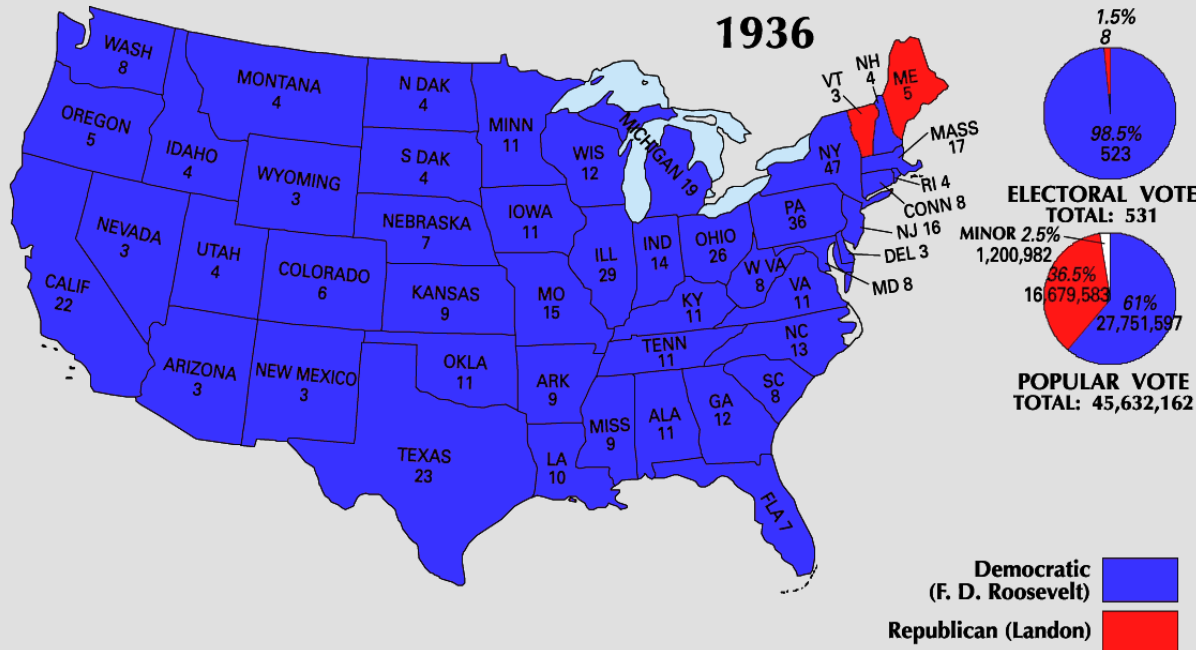 1936
WASH
8
OREGON
5
CALIF
22
IDAHO
4
NEVADA
3
MONTANA
4
WYOMING
3
UTAH
4
COLORADO
6
ARIZONA
3
NEW MEXICO
3
N DAK
4
S DAK
4
NEBRASKA
7
KANSAS
9
OKLA
11
TEXAS
23
MINN
11
IOWA
11
MO
15
ARK
9
LA
10
WIS
12
ILL
29
MICHIGAN 19
IND
14
OHIO
26
KY
11
TENN
11
MISS
9
ALA
11
GA
12
FLA 7
SC
8
NC
13
VA
11
W VA
8
PA
36
NY
47
VT
3
NH
4
ME
5
MASS
17
RI 4
CONN 8
NJ 16
DEL 3
MD 8
1.5%
8
98.5%
523
ELECTORAL VOTE
TOTAL: 531
MINOR 2.5%
1,200,982
36.5%
16,679,583
61%
27,751,597
POPULAR VOTE
TOTAL: 45,632,162
Democratic
(F. D. Roosevelt)
Republican (Landon)